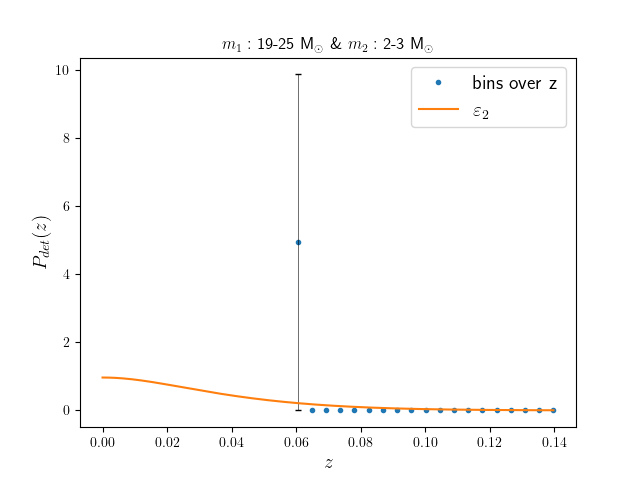 m₁ : 19-25 M⊙ & m₂ : 2-3 M⊙
10
8
6
4
2
0
P_det(z)
bins over z
ε₂
0.00 0.02 0.04 0.06 0.08 0.10 0.12 0.14
z